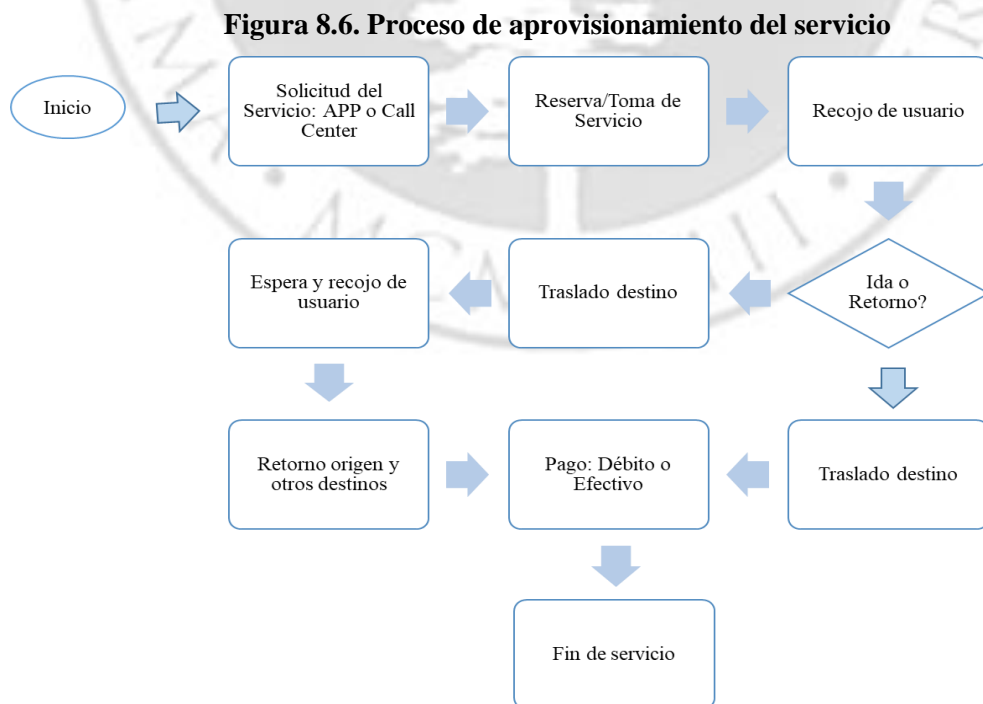 Figura 8.6. Proceso de aprovisionamiento del servicio
Inicio
Solicitud del
Servicio: APP o Call
Center
Reserva/Toma de
Servicio
Recojo de usuario
Ida o
Retorno?
Traslado destino
Espera y recojo de
usuario
Retorno origen y
otros destinos
Pago: Débito o
Efectivo
Traslado destino
Fin de servicio